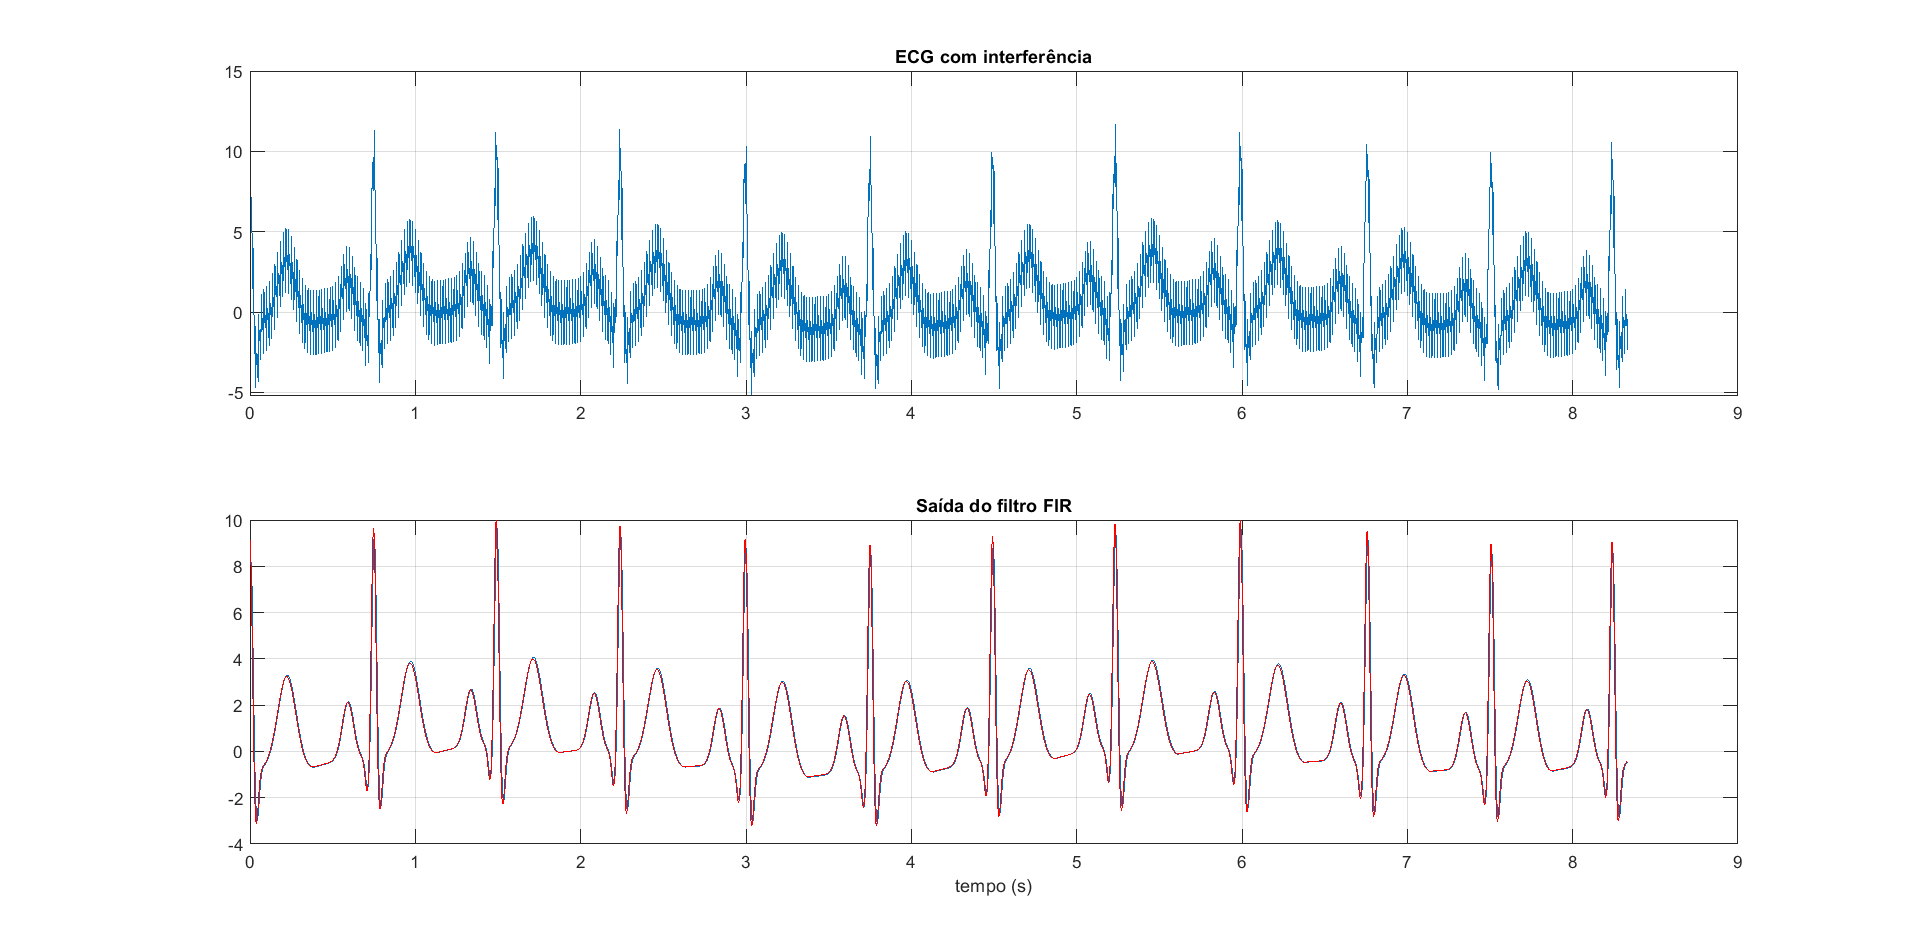 ECG com interferência
15
10
5
0
-5
0 1 2 3 4 5 6 7 8 9
Saída do filtro FIR
10
8
6
4
2
0
-2
-4
0 1 2 3 4 5 6 7 8 9
tempo (s)